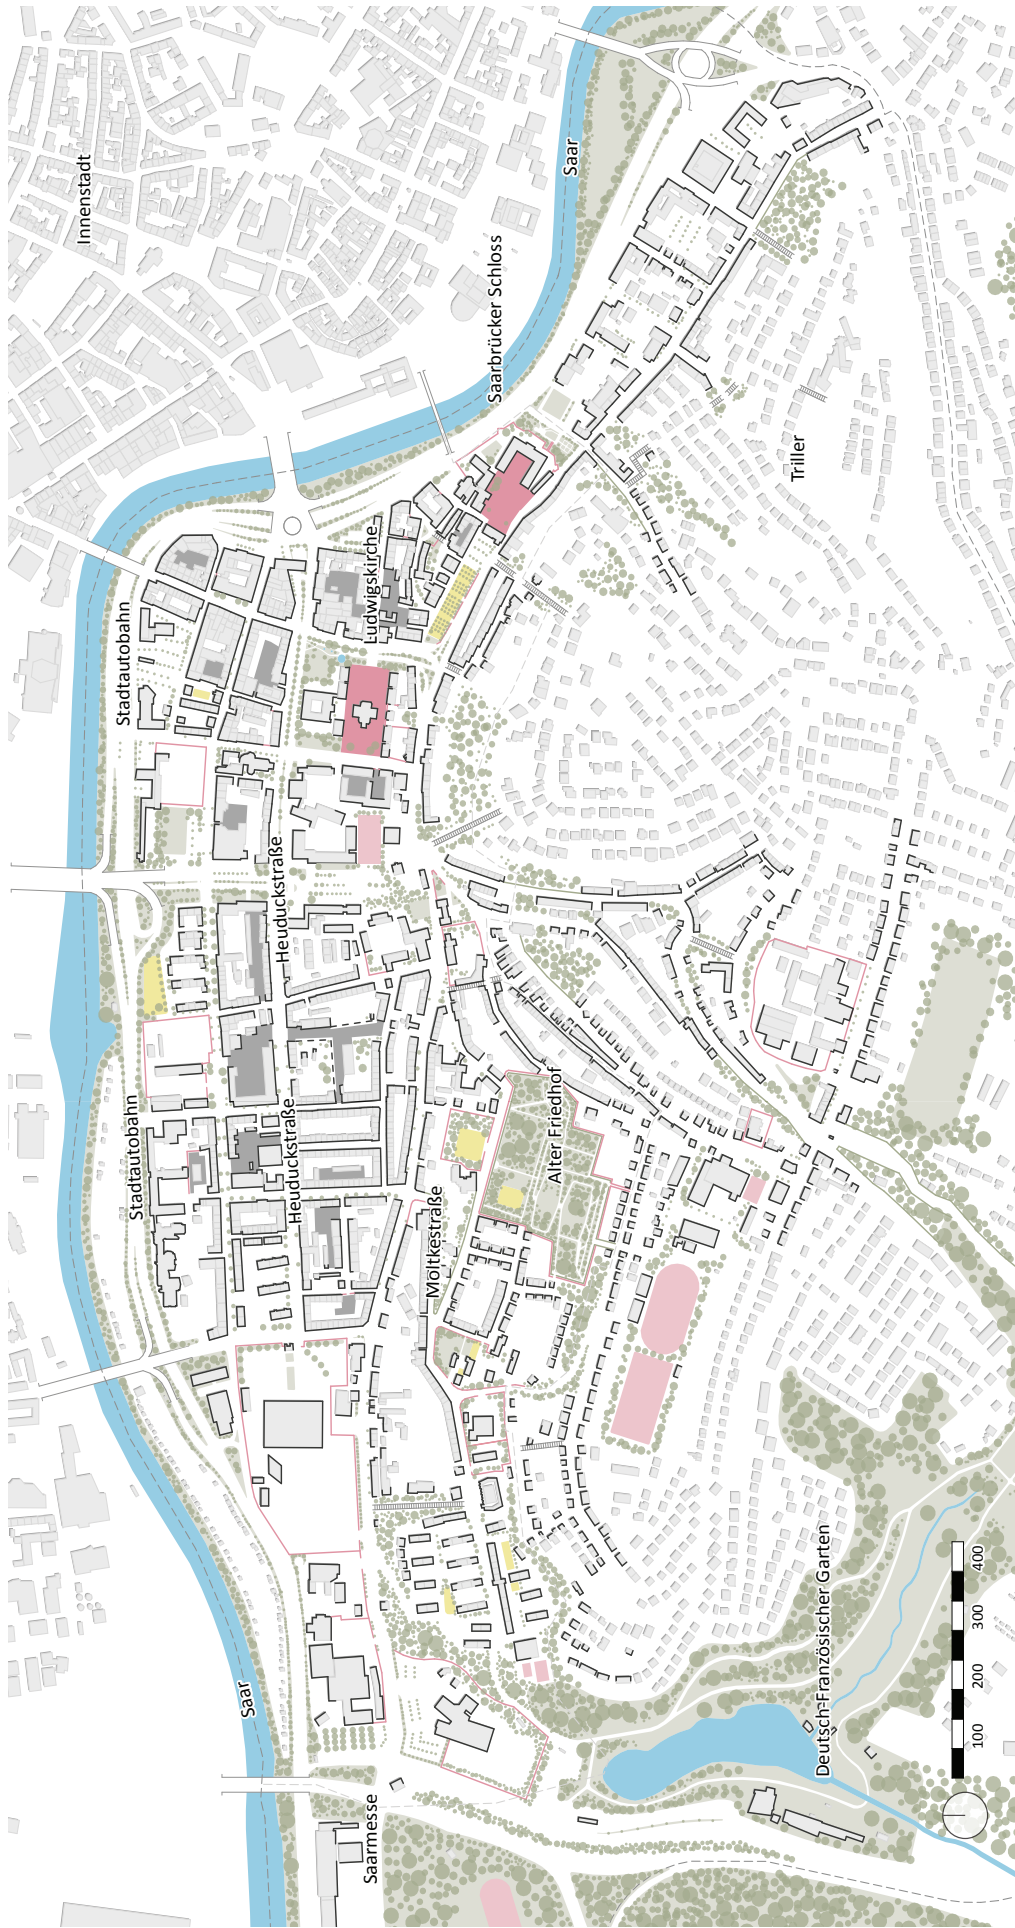 Innenstadt
Saar
Saarbrücker Schloss
Triller
Ludwigskirche
Stadtautobahn
Heuduckstraße
Stadtautobahn
Heuduckstraße
Alter Friedhof
Moltkestraße
Saar
Saarmesse
Deutsch-Französischer Garten
100 200 300 400